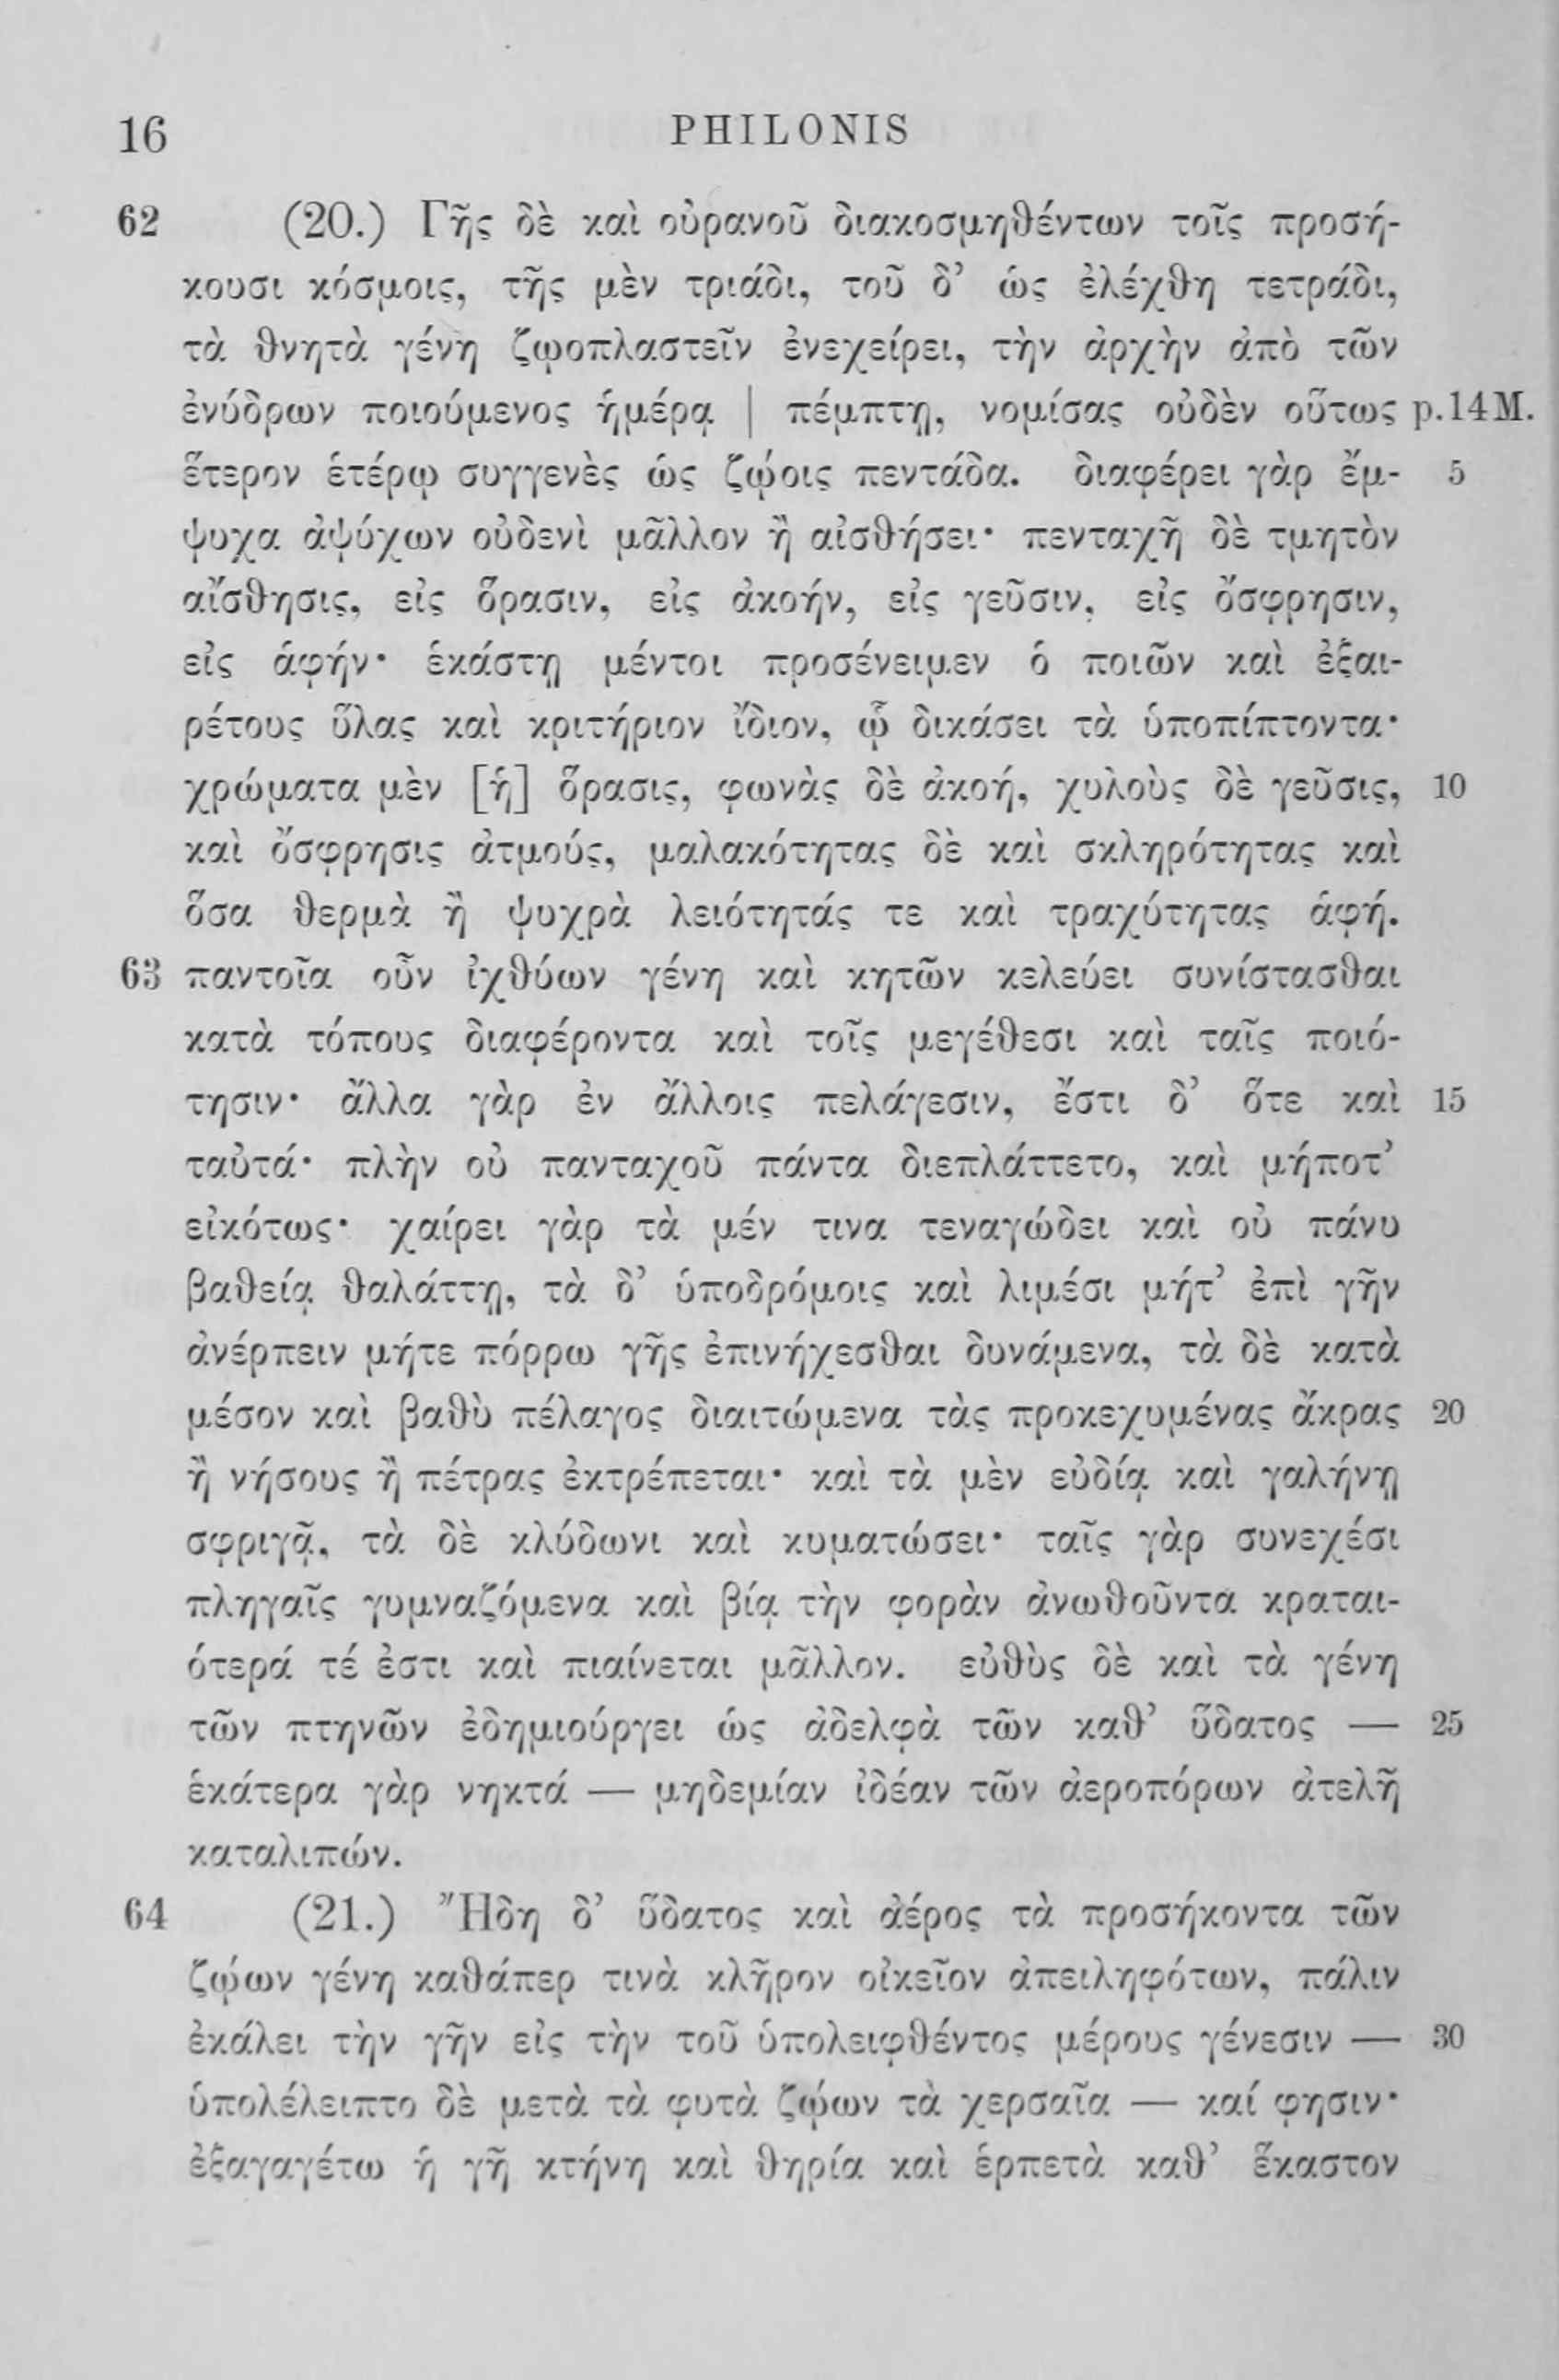 16 PHILONIS
62 (20.) Γῆς δὲ καὶ οὐρανοῦ διακοσμηθέντων τοῖς προσή-
κουσι κόσμοις, τῆς μὲν τριάδι, τοῦ δ’ ὡς ἐλέχθη τετράδι,
τὰ θνητὰ γένη ζῳοπλαστεῖν ἐνεχείρει, τὴν ἀρχὴν ἀπὸ τῶν
ἐνύδρων ποιούμενος ἡμέρᾳ | πέμπτῃ, νομίσας οὐδὲν οὕτως p.14M.
ἕτερον ἑτέρῳ συγγενὲς ὡς ζῴοις πεντάδα. διαφέρει γὰρ ἔμ- 5
ψυχα ἀψύχων οὐδενὶ μᾶλλον ἢ αἰσθήσει· πενταχῆ δὲ τμητὸν
αἴσθησις, εἰς ὅρασιν, εἰς ἀκοήν, εἰς γεῦσιν, εἰς ὄσφρησιν,
εἰς ἁφήν· ἑκάστῃ μέντοι προσένειμεν ὁ ποιῶν καὶ ἐξαι-
ρέτους ὕλας καὶ κριτήριον ἴδιον, ᾧ δικάσει τὰ ὑποπίπτοντα·
χρώματα μὲν [ἡ] ὅρασις, φωνὰς δὲ ἀκοή, χυλοὺς δὲ γεῦσις, 10
καὶ ὄσφρησις ἀτμούς, μαλακότητας δὲ καὶ σκληρότητας καὶ
ὅσα θερμὰ ἢ ψυχρὰ λειότητάς τε καὶ τραχύτητας ἁφή.
63 παντοῖα οὖν ἰχθύων γένη καὶ κητῶν κελεύει συνίστασθαι
κατὰ τόπους διαφέροντα καὶ τοῖς μεγέθεσι καὶ ταῖς ποιό-
τησιν· ἄλλα γὰρ ἐν ἄλλοις πελάγεσιν, ἔστι δ’ ὅτε καὶ 15
ταὐτά· πλὴν οὐ πανταχοῦ πάντα διεπλάττετο, καὶ μήποτ’
εἰκότως· χαίρει γὰρ τὰ μέν τινα τεναγώδει καὶ οὐ πάνυ
βαθείᾳ θαλάττῃ, τὰ δ’ ὑποδρόμοις καὶ λιμέσι μήτ’ ἐπὶ γῆν
ἀνέρπειν μήτε πόρρω γῆς ἐπινήχεσθαι δυνάμενα, τὰ δὲ κατὰ
μέσον καὶ βαθὺ πέλαγος διαιτώμενα τὰς προκεχυμένας ἄκρας 20
ἢ νήσους ἢ πέτρας ἐκτρέπεται· καὶ τὰ μὲν εὐδίᾳ καὶ γαλήνῃ
σφριγᾷ, τὰ δὲ κλύδωνι καὶ κυματώσει· ταῖς γὰρ συνεχέσι
πληγαῖς γυμναζόμενα καὶ βίᾳ τὴν φορὰν ἀνωθοῦντα κραται-
ότερά τέ ἐστι καὶ πιαίνεται μᾶλλον. εὐθὺς δὲ καὶ τὰ γένη
τῶν πτηνῶν ἐδημιούργει ὡς ἀδελφὰ τῶν καθ’ ὕδατος — 25
ἑκάτερα γὰρ νηκτά — μηδεμίαν ἰδέαν τῶν ἀεροπόρων ἀτελῆ
καταλιπών.
64 (21.) Ἤδη δ’ ὕδατος καὶ ἀέρος τὰ προσήκοντα τῶν
ζῴων γένη καθάπερ τινὰ κλῆρον οἰκεῖον ἀπειληφότων, πάλιν
ἐκάλει τὴν γῆν εἰς τὴν τοῦ ὑπολειφθέντος μέρους γένεσιν — 30
ὑπολέλειπτο δὲ μετὰ τὰ φυτὰ ζῴων τὰ χερσαῖα — καί φησιν·
ἐξαγαγέτω ἡ γῆ κτήνη καὶ θηρία καὶ ἑρπετὰ καθ’ ἕκαστον